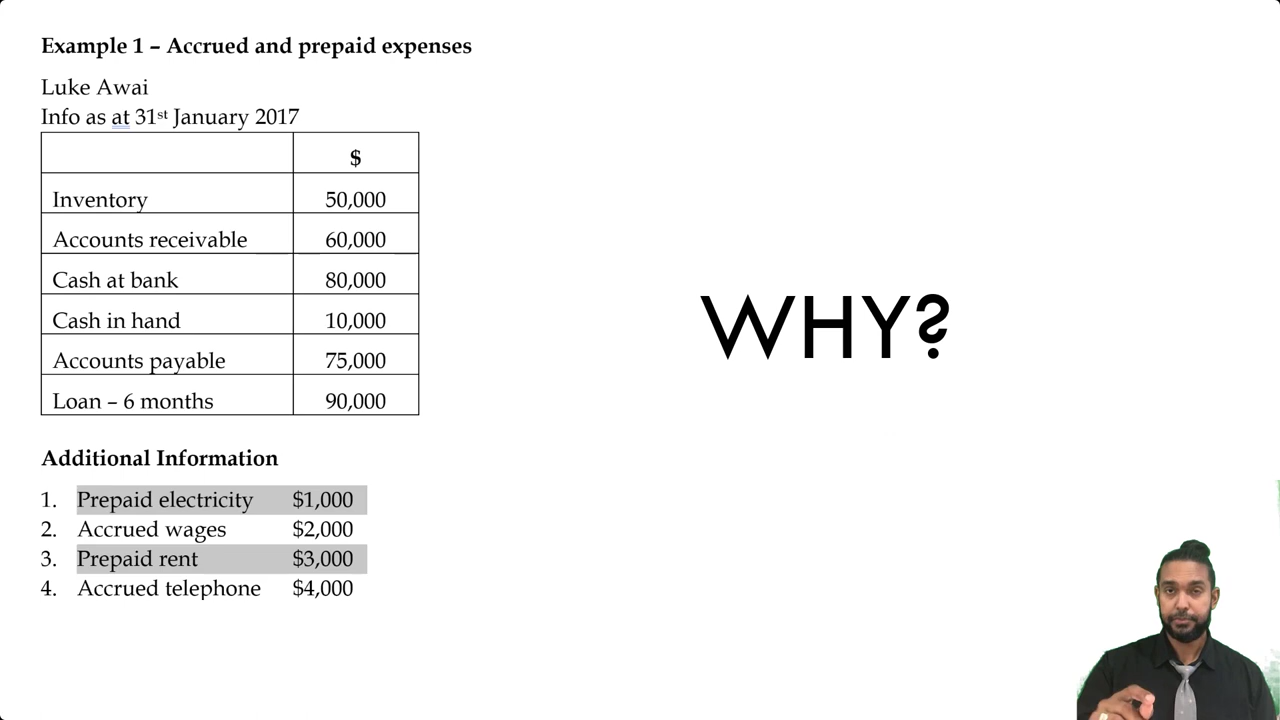 Example 1 – Accrued and prepaid expenses
Luke Awai
Info as at 31st January 2017
$
Inventory 50,000
Accounts receivable 60,000
Cash at bank 80,000
Cash in hand 10,000
Accounts payable 75,000
Loan – 6 months 90,000
WHY?
Additional Information
1. Prepaid electricity $1,000
2. Accrued wages $2,000
3. Prepaid rent $3,000
4. Accrued telephone $4,000